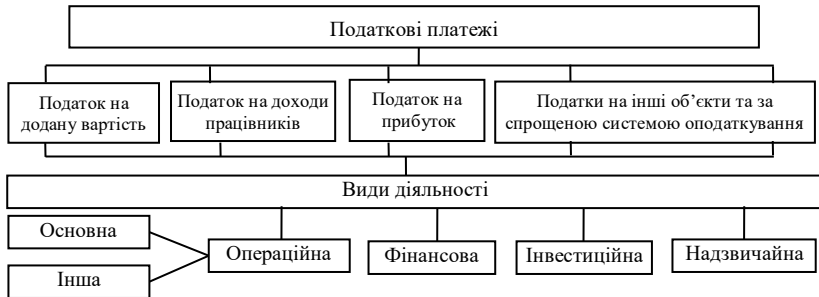 Податкові платежі
Податок на
додану вартість
Податок на доходи
працівників
Податок на
прибуток
Податки на інші об’єкти та за
спрощеною системою оподаткування
Види діяльності
Основна
Інша
Операційна
Фінансова
Інвестиційна
Надзвичайна